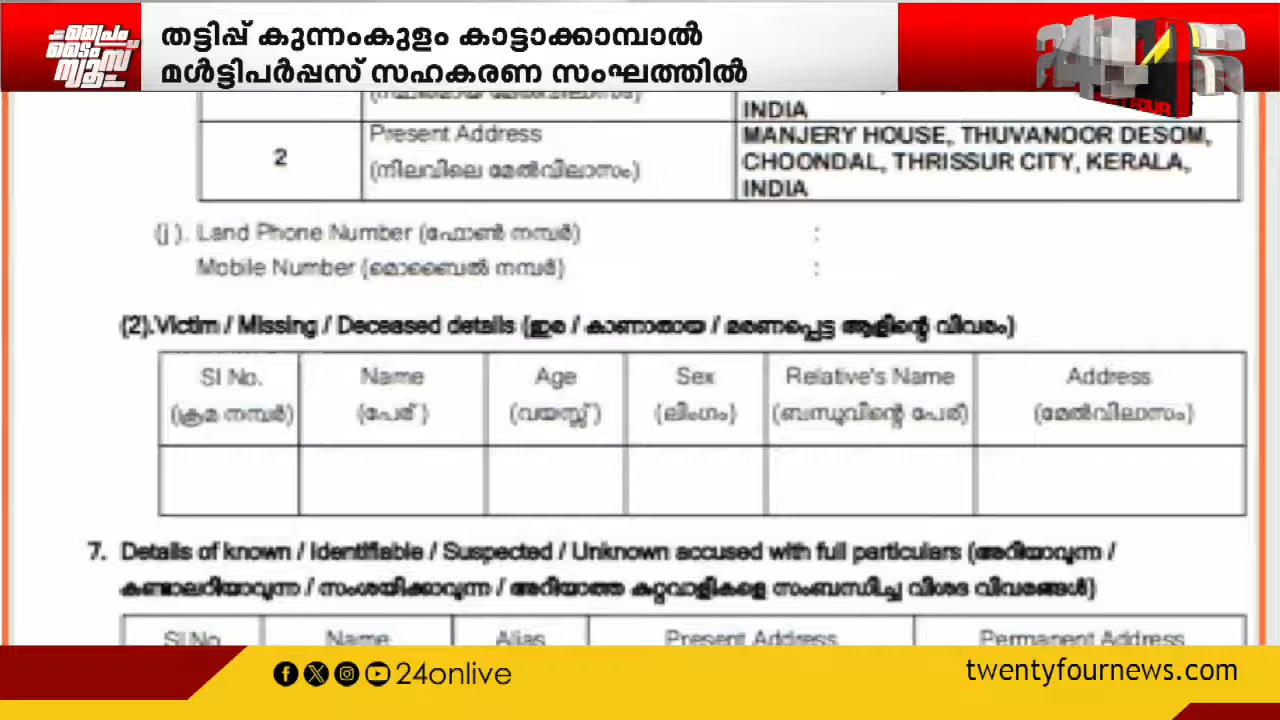 പ്രൈം
ടൈം
ന്യൂസ്
തട്ടിപ്പ് കുന്നംകുളം കാട്ടാക്കാമ്പാൽ
മൾട്ടിപർപ്പസ് സഹകരണ സംഘത്തിൽ
24
INDIA
2
Present Address
(നിലവിലെ മേൽവിലാസം)
MANJERY HOUSE, THUVANOOR DESOM,
CHOONDAL, THRISSUR CITY, KERALA,
INDIA
(j ). Land Phone Number (ഫോൺ നമ്പർ) :
Mobile Number (മൊബൈൽ നമ്പർ) :
(2).Victim / Missing / Deceased details (ഇര / കാണാതായ / മരണപ്പെട്ട ആളിന്റെ വിവരം)
Sl No. Name Age Sex Relative's Name Address
(ക്രമ നമ്പർ) (പേര് ) (വയസ്സ് ) (ലിംഗം) (ബന്ധുവിന്റെ പേര്) (മേൽവിലാസം)
7. Details of known / Identifiable / Suspected / Unknown accused with full particulars (അറിയാവുന്ന /
കണ്ടാലറിയാവുന്ന / സംശയിക്കാവുന്ന / അറിയാത്ത കുറ്റവാളികളെ സംബന്ധിച്ച വിശദ വിവരങ്ങൾ)
Sl.No. Name Alias Present Address Permanent Address
24onlive
twentyfournews.com